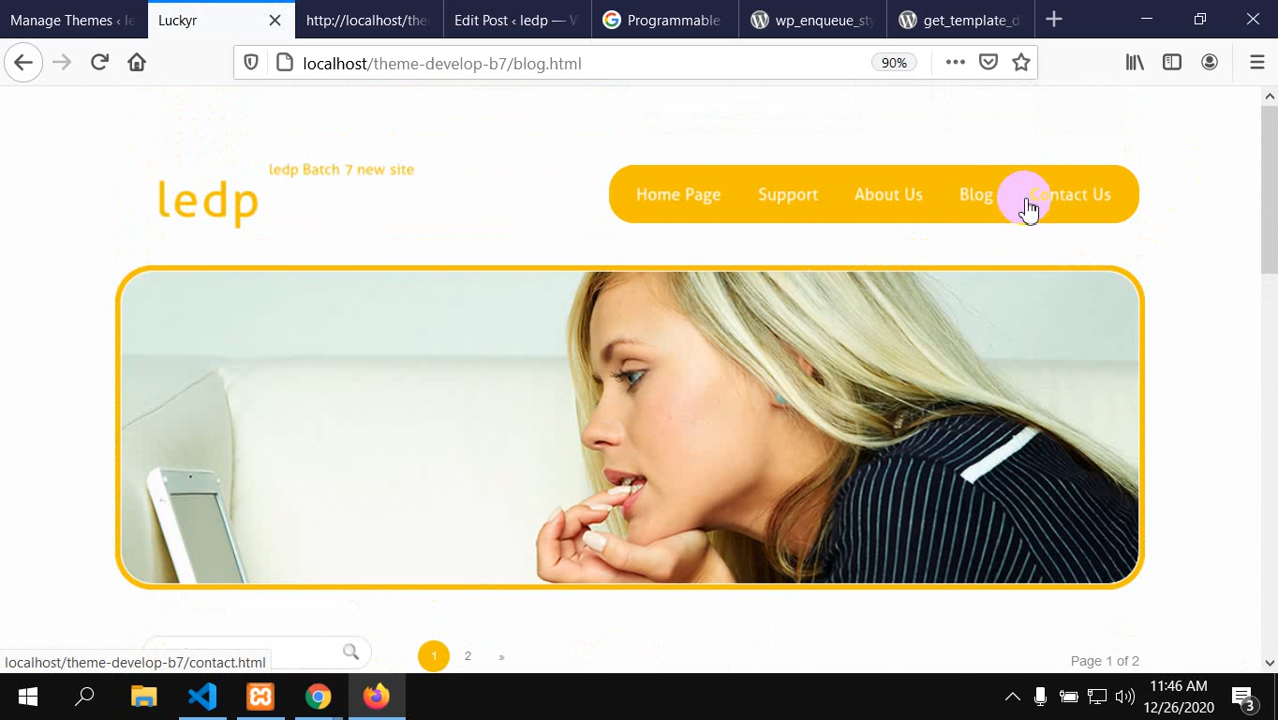 Manage Themes ‹ le
Luckyr
http://localhost/the
Edit Post ‹ ledp — W
Programmable
wp_enqueue_sty
get_template_d
localhost/theme-develop-b7/blog.html
90%
ledp Batch 7 new site
ledp
Home Page
Support
About Us
Blog
Contact Us
1
2
»
Page 1 of 2
localhost/theme-develop-b7/contact.html
11:46 AM
12/26/2020
3